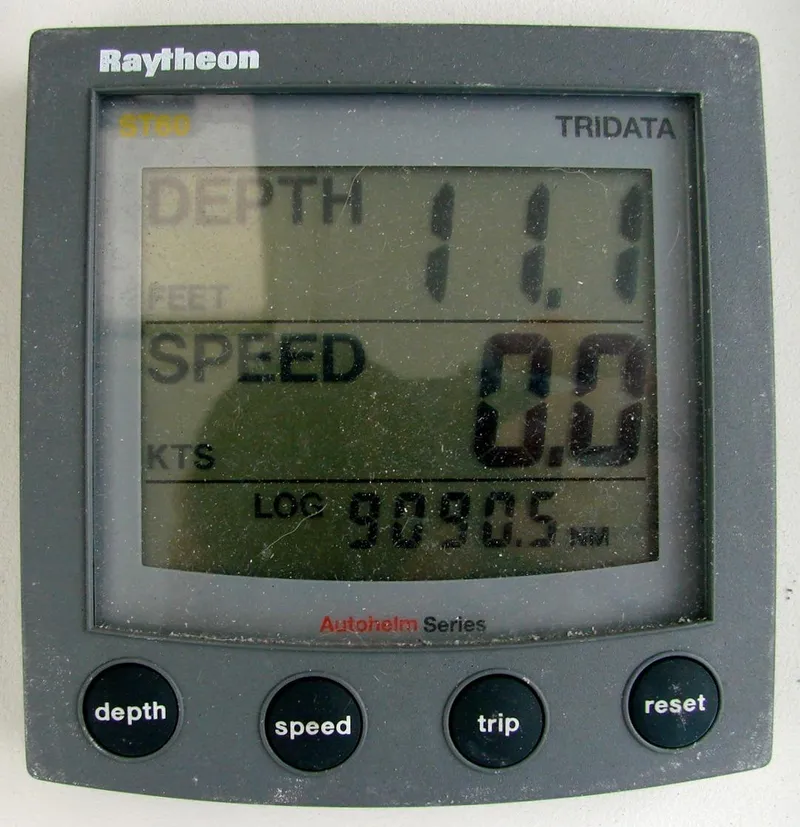 Raytheon
ST60 TRIDATA
DEPTH 11.1
FEET
SPEED 0.0
KTS
LOG 9090.5 NM
Autohelm Series
depth speed trip reset